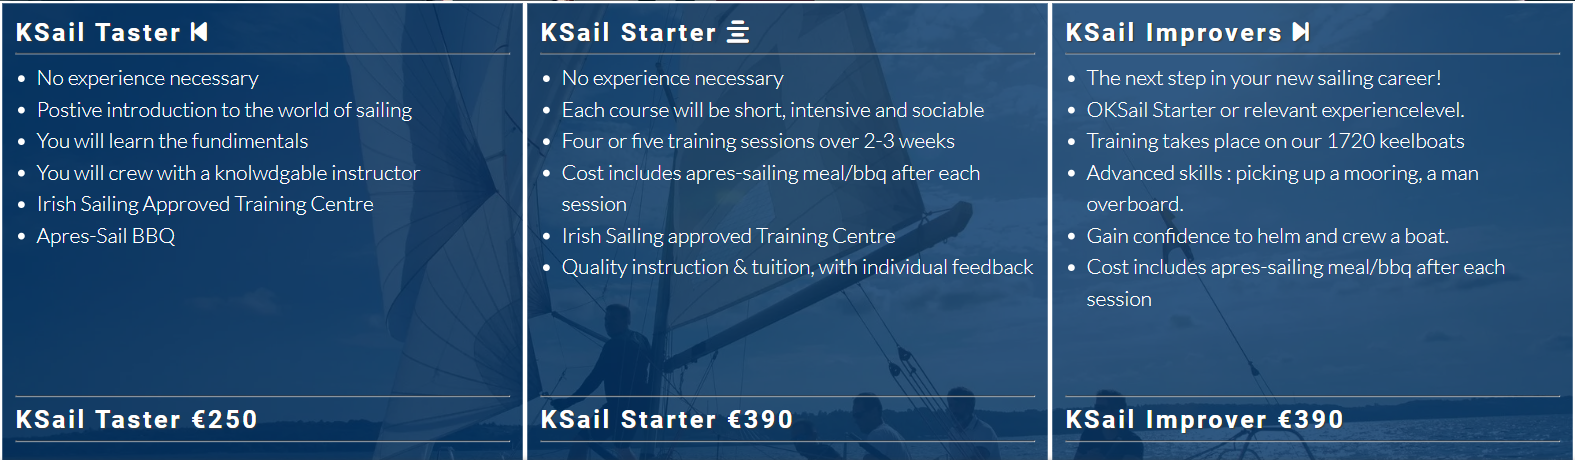 KSail Taster
No experience necessary
Postive introduction to the world of sailing
You will learn the fundimentals
You will crew with a knolwdgable instructor
Irish Sailing Approved Training Centre
Apres-Sail BBQ
KSail Taster €250
KSail Starter
No experience necessary
Each course will be short, intensive and sociable
Four or five training sessions over 2-3 weeks
Cost includes apres-sailing meal/bbq after each
session
Irish Sailing approved Training Centre
Quality instruction & tuition, with individual feedback
KSail Starter €390
KSail Improvers
The next step in your new sailing career!
OKSail Starter or relevant experiencelevel.
Training takes place on our 1720 keelboats
Advanced skills : picking up a mooring, a man
overboard.
Gain confidence to helm and crew a boat.
Cost includes apres-sailing meal/bbq after each
session
KSail Improver €390